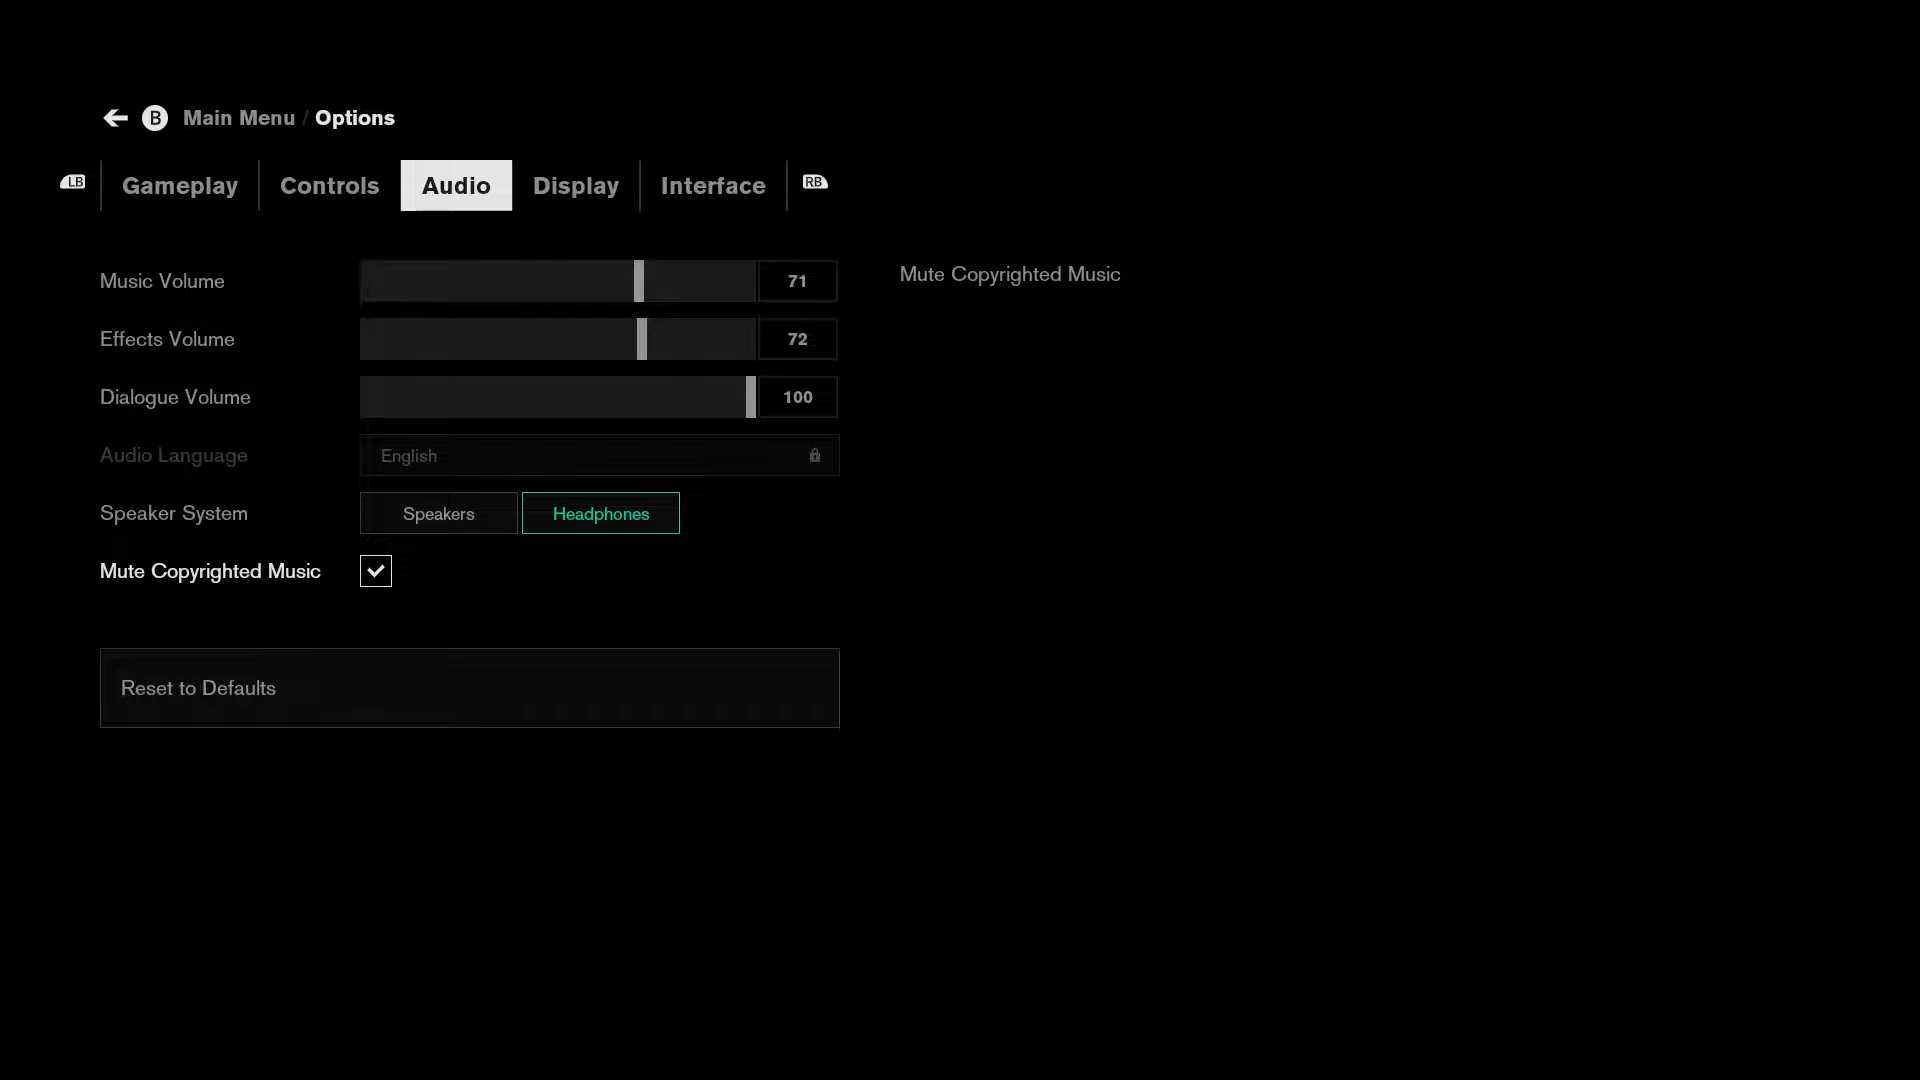 B Main Menu / Options
LB Gameplay Controls Audio Display Interface RB
Music Volume 71
Mute Copyrighted Music
Effects Volume 72
Dialogue Volume 100
Audio Language English
Speaker System Speakers Headphones
Mute Copyrighted Music
Reset to Defaults